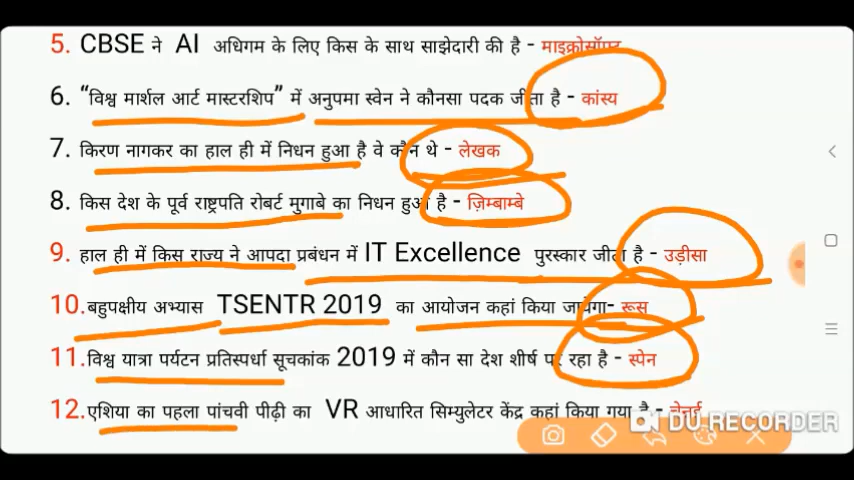 5. CBSE ने AI अधिगम के लिए किस के साथ साझेदारी की है - माइक्रोसॉफ्ट
6. “विश्व मार्शल आर्ट मास्टरशिप” में अनुपमा स्वेन ने कौनसा पदक जीता है - कांस्य
7. किरण नागकर का हाल ही में निधन हुआ है वे कौन थे - लेखक
8. किस देश के पूर्व राष्ट्रपति रोबर्ट मुगाबे का निधन हुआ है - ज़िम्बाम्बे
9. हाल ही में किस राज्य ने आपदा प्रबंधन में IT Excellence पुरस्कार जीता है - उड़ीसा
10.बहुपक्षीय अभ्यास TSENTR 2019 का आयोजन कहां किया जायेगा- रूस
11. विश्व यात्रा पर्यटन प्रतिस्पर्धा सूचकांक 2019 में कौन सा देश शीर्ष पर रहा है - स्पेन
12.एशिया का पहला पांचवी पीढ़ी का VR आधारित सिम्युलेटर केंद्र कहां किया गया है - चेन्नई
DU RECORDER